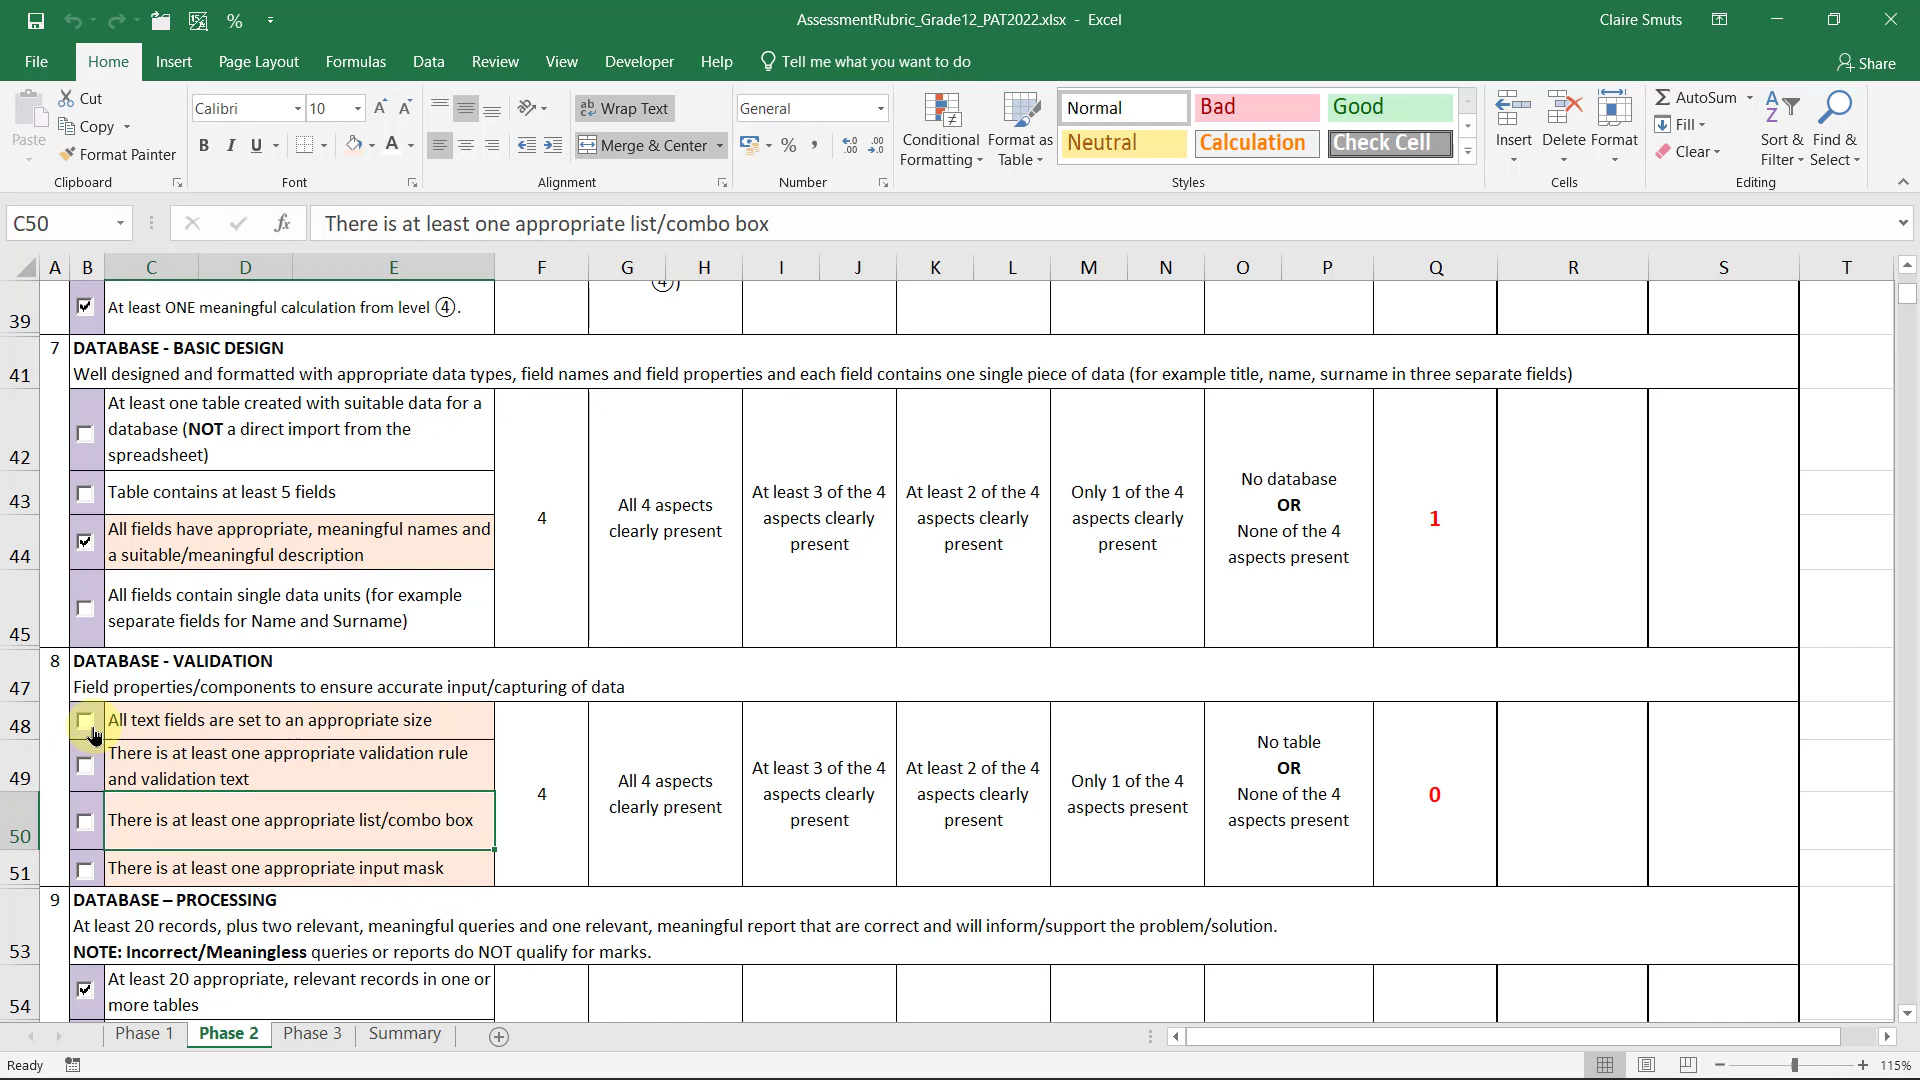 AssessmentRubric_Grade12_PAT2022.xlsx - Excel
Claire Smuts
File Home Insert Page Layout Formulas Data Review View Developer Help Tell me what you want to do Share
Paste
Cut
Copy
Format Painter
Clipboard
Calibri 10
B I U
Font
Wrap Text
Merge & Center
Alignment
General
%
Number
Conditional Formatting
Format as Table
Normal Bad Good
Neutral Calculation Check Cell
Styles
Insert Delete Format
Cells
AutoSum
Fill
Clear
Sort & Filter
Find & Select
Editing
C50 fx There is at least one appropriate list/combo box
A B C D E F G H I J K L M N O P Q R S T
39 At least ONE meaningful calculation from level ④.
④)
7 DATABASE - BASIC DESIGN
41 Well designed and formatted with appropriate data types, field names and field properties and each field contains one single piece of data (for example title, name, surname in three separate fields)
At least one table created with suitable data for a
database (NOT a direct import from the
42 spreadsheet)
43 Table contains at least 5 fields
44 All fields have appropriate, meaningful names and
a suitable/meaningful description
45 All fields contain single data units (for example
separate fields for Name and Surname)
4
All 4 aspects
clearly present
At least 3 of the 4
aspects clearly
present
At least 2 of the 4
aspects clearly
present
Only 1 of the 4
aspects clearly
present
No database
OR
None of the 4
aspects present
1
8 DATABASE - VALIDATION
47 Field properties/components to ensure accurate input/capturing of data
48 All text fields are set to an appropriate size
49 There is at least one appropriate validation rule
and validation text
50 There is at least one appropriate list/combo box
51 There is at least one appropriate input mask
4
All 4 aspects
clearly present
At least 3 of the 4
aspects clearly
present
At least 2 of the 4
aspects clearly
present
Only 1 of the 4
aspects present
No table
OR
None of the 4
aspects present
0
9 DATABASE – PROCESSING
At least 20 records, plus two relevant, meaningful queries and one relevant, meaningful report that are correct and will inform/support the problem/solution.
53 NOTE: Incorrect/Meaningless queries or reports do NOT qualify for marks.
54 At least 20 appropriate, relevant records in one or
more tables
Phase 1 Phase 2 Phase 3 Summary
Ready
115%